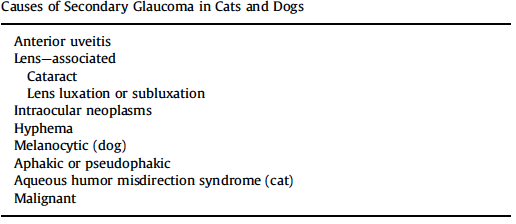 Causes of Secondary Glaucoma in Cats and Dogs
Anterior uveitis
Lens—associated
Cataract
Lens luxation or subluxation
Intraocular neoplasms
Hyphema
Melanocytic (dog)
Aphakic or pseudophakic
Aqueous humor misdirection syndrome (cat)
Malignant